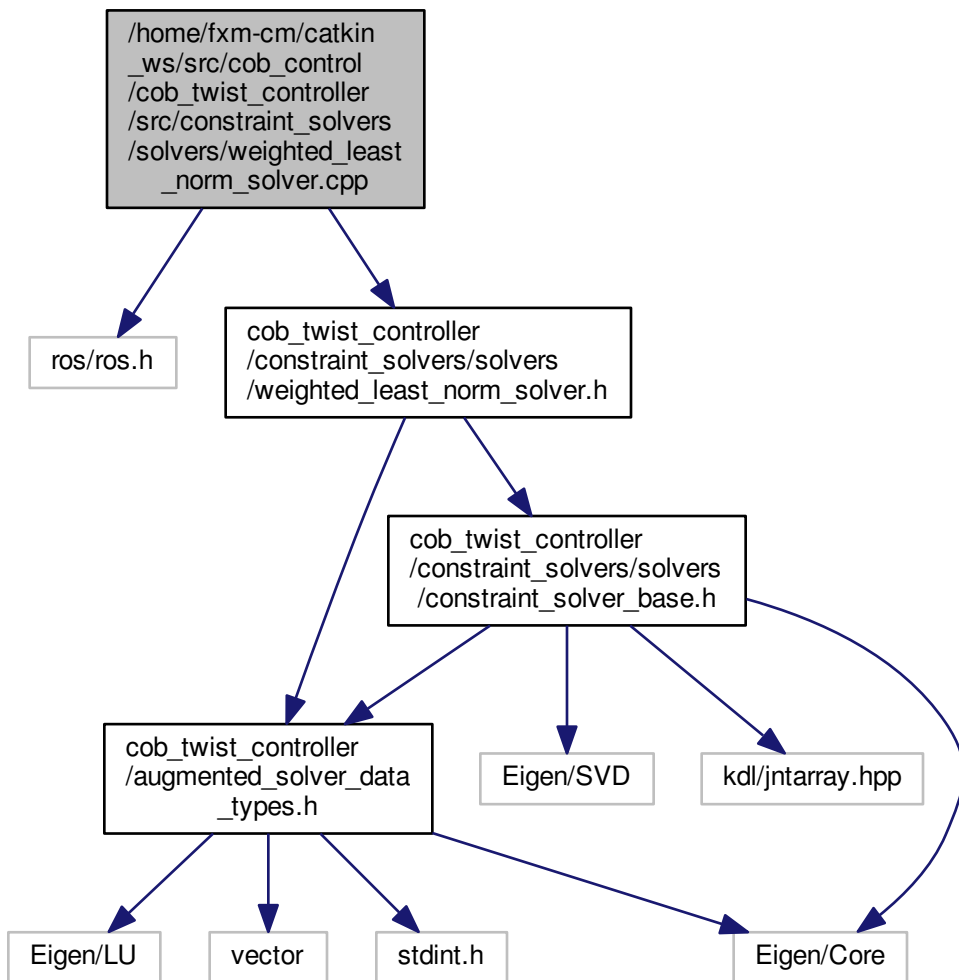 /home/fxm-cm/catkin
_ws/src/cob_control
/cob_twist_controller
/src/constraint_solvers
/solvers/weighted_least
_norm_solver.cpp
ros/ros.h
cob_twist_controller
/constraint_solvers/solvers
/weighted_least_norm_solver.h
cob_twist_controller
/constraint_solvers/solvers
/constraint_solver_base.h
cob_twist_controller
/augmented_solver_data
_types.h
Eigen/SVD
kdl/jntarray.hpp
Eigen/LU
vector
stdint.h
Eigen/Core